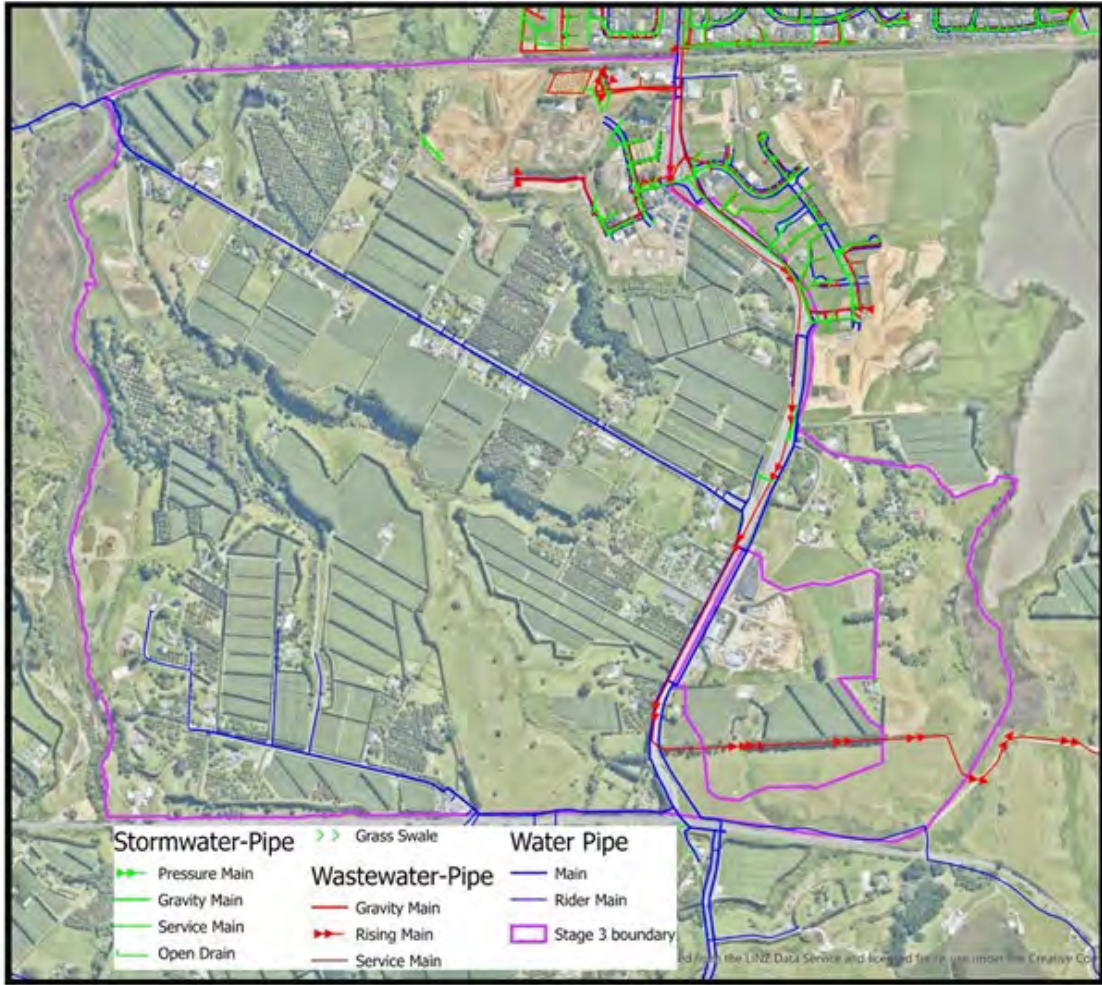 Stormwater-Pipe
Pressure Main
Gravity Main
Service Main
Open Drain
Grass Swale
Wastewater-Pipe
Gravity Main
Rising Main
Service Main
Water Pipe
Main
Rider Main
Stage 3 boundary
from the LINZ Data Service and licensed for re-use under the Creative